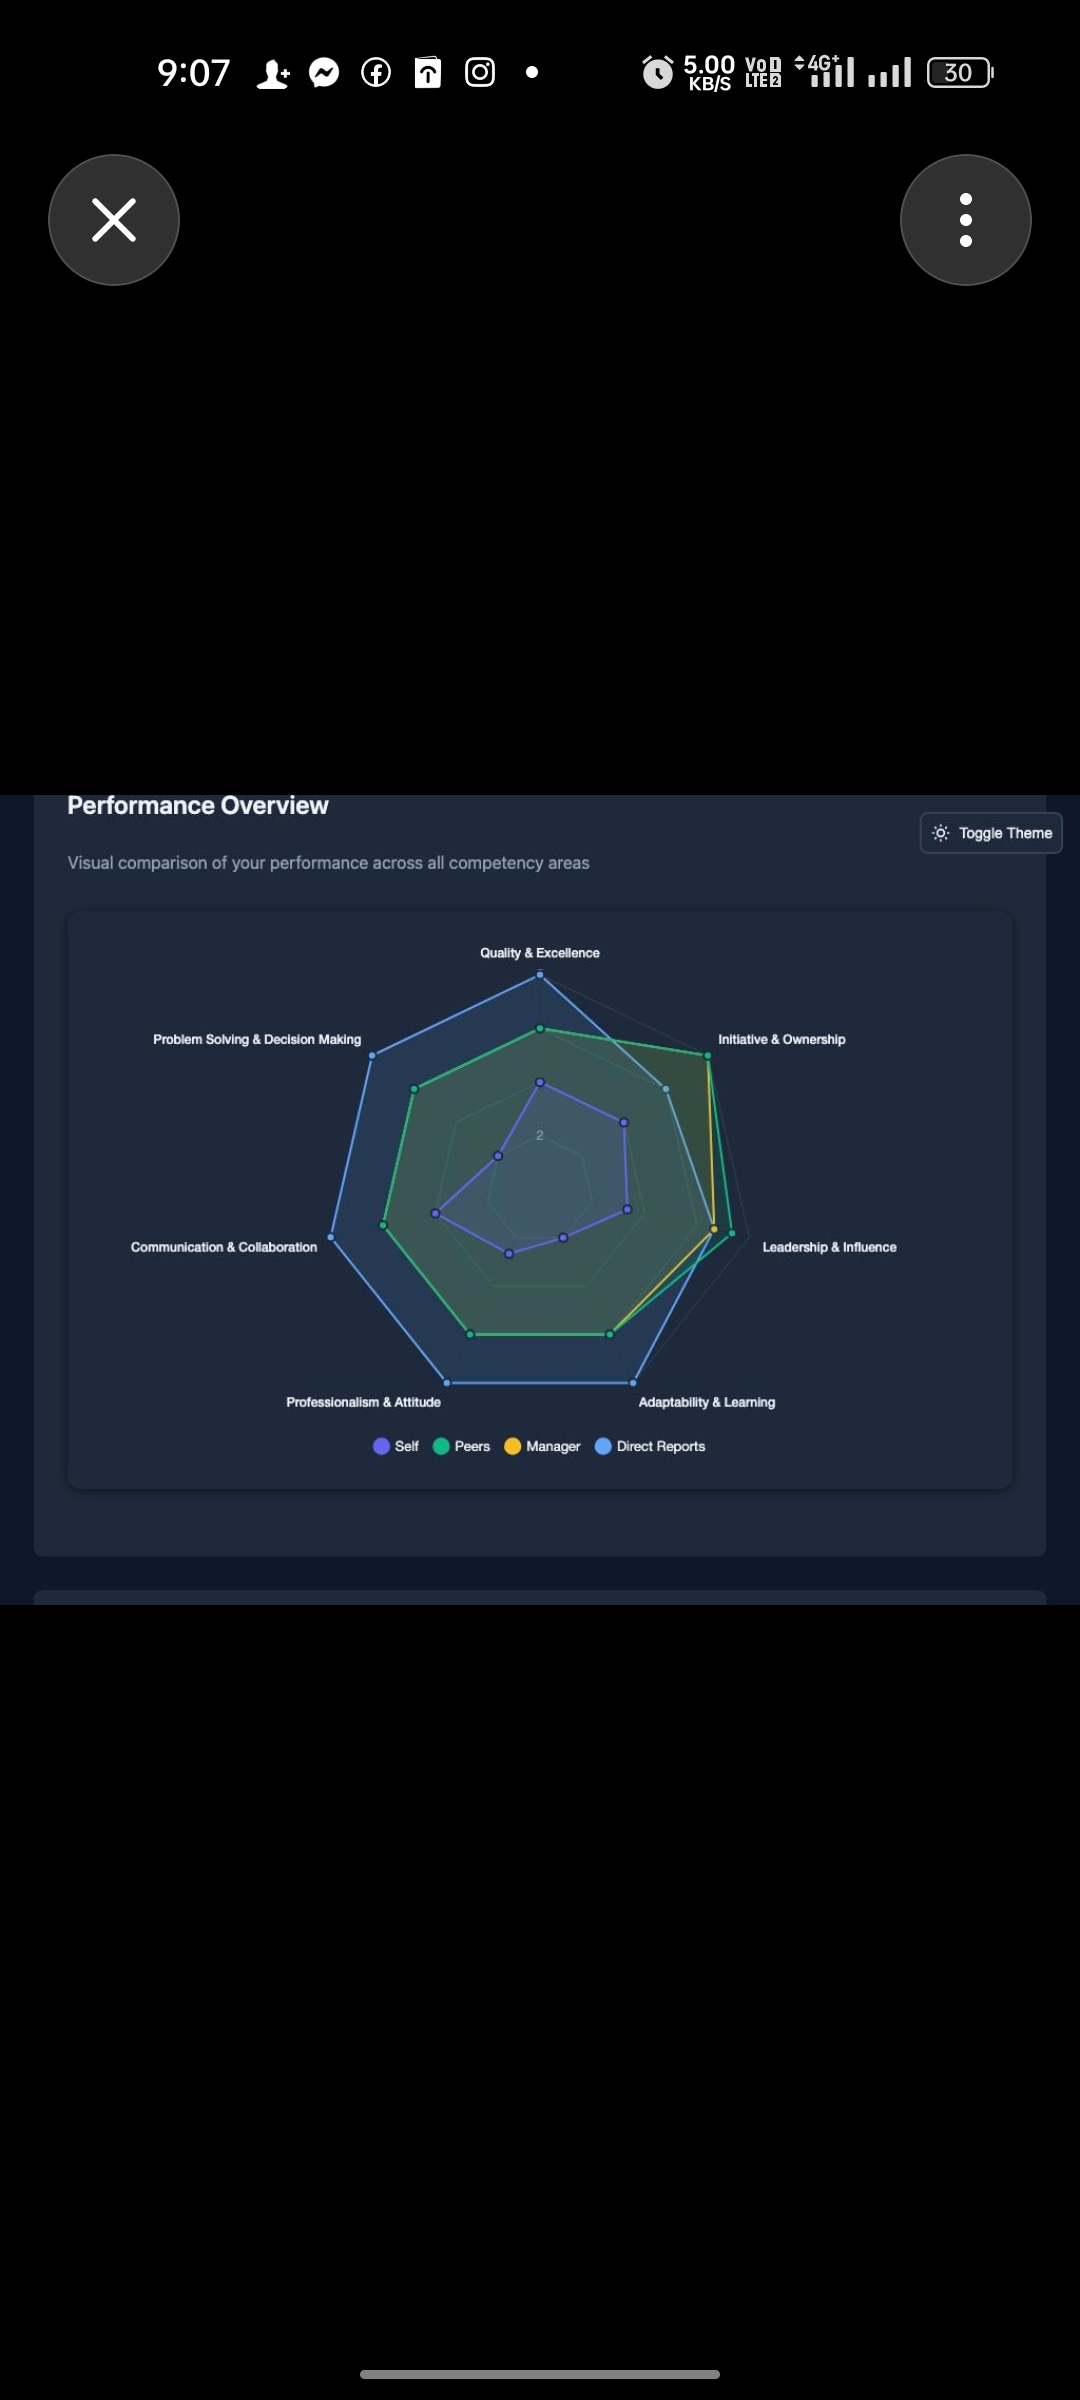 9:07
5.00 KB/S
Vo 1 LTE 2
4G+
30
Performance Overview
Toggle Theme
Visual comparison of your performance across all competency areas
Quality & Excellence
Problem Solving & Decision Making
Initiative & Ownership
2
Communication & Collaboration
Leadership & Influence
Professionalism & Attitude
Adaptability & Learning
Self Peers Manager Direct Reports